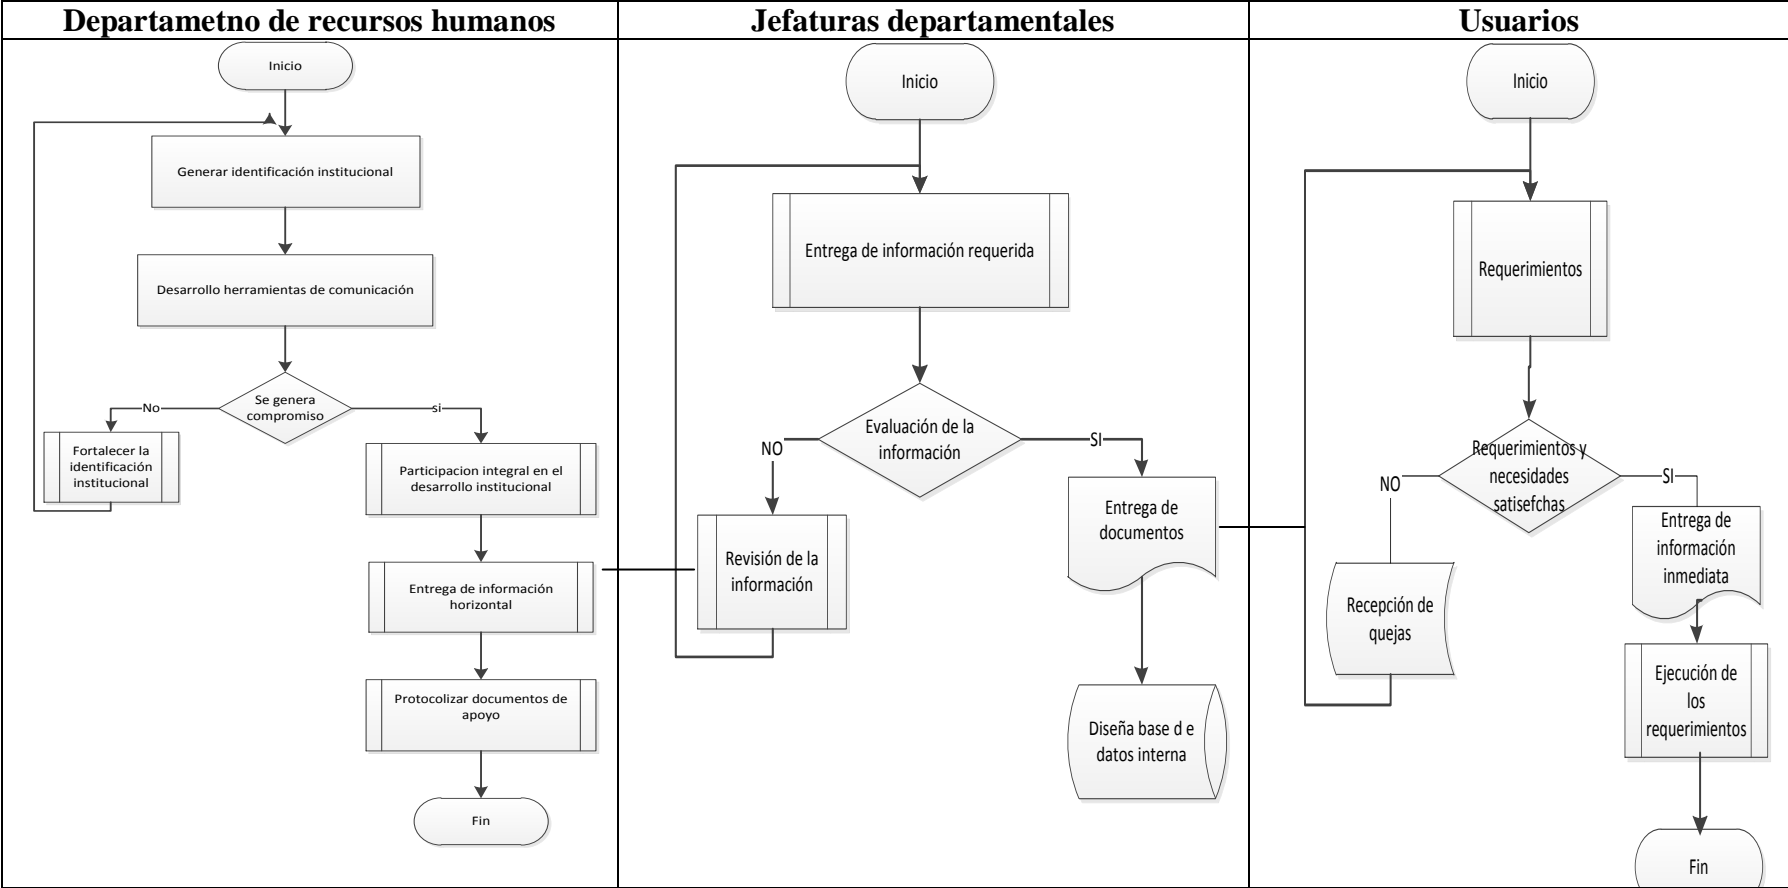 Departametno de recursos humanos
Jefaturas departamentales
Usuarios
Inicio
Generar identificación institucional
Desarrollo herramientas de comunicación
Se genera
compromiso
No
si
Fortalecer la
identificación
institucional
Participacion integral en el
desarrollo institucional
Entrega de información
horizontal
Protocolizar documentos de
apoyo
Fin
Inicio
Entrega de información requerida
Evaluación de la
información
NO
SI
Revisión de la
información
Entrega de
documentos
Diseña base d e
datos interna
Inicio
Requerimientos
Requerimientos y
necesidades
satisefchas
NO
SI
Recepción de
quejas
Entrega de
información
inmediata
Ejecución de
los
requerimientos
Fin